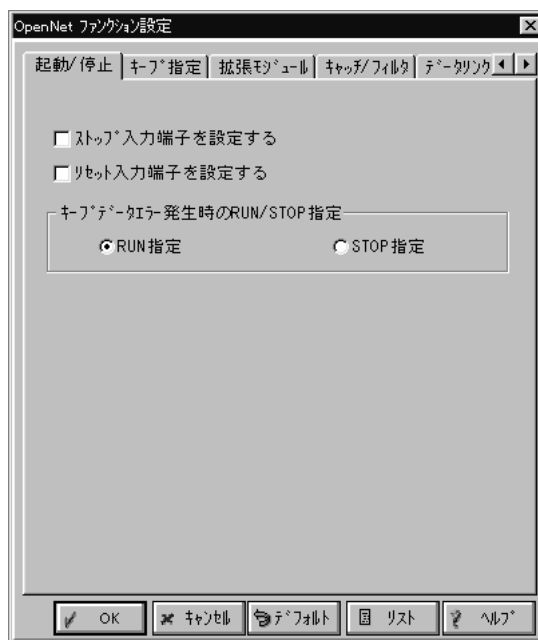 OpenNet ﾌｧﾝｸｼｮﾝ設定
起動/停止 ｷｰﾌﾟ指定 拡張ﾓｼﾞｭｰﾙ ｷｬｯﾁ/ﾌｨﾙﾀ ﾃﾞｰﾀﾘﾝｸ
ｽﾄｯﾌﾟ入力端子を設定する
ﾘｾｯﾄ入力端子を設定する
ｷｰﾌﾟﾃﾞｰﾀｴﾗｰ発生時のRUN/STOP指定
RUN指定 STOP指定
OK ｷｬﾝｾﾙ ﾃﾞﾌｫﾙﾄ ﾘｽﾄ ﾍﾙﾌﾟ